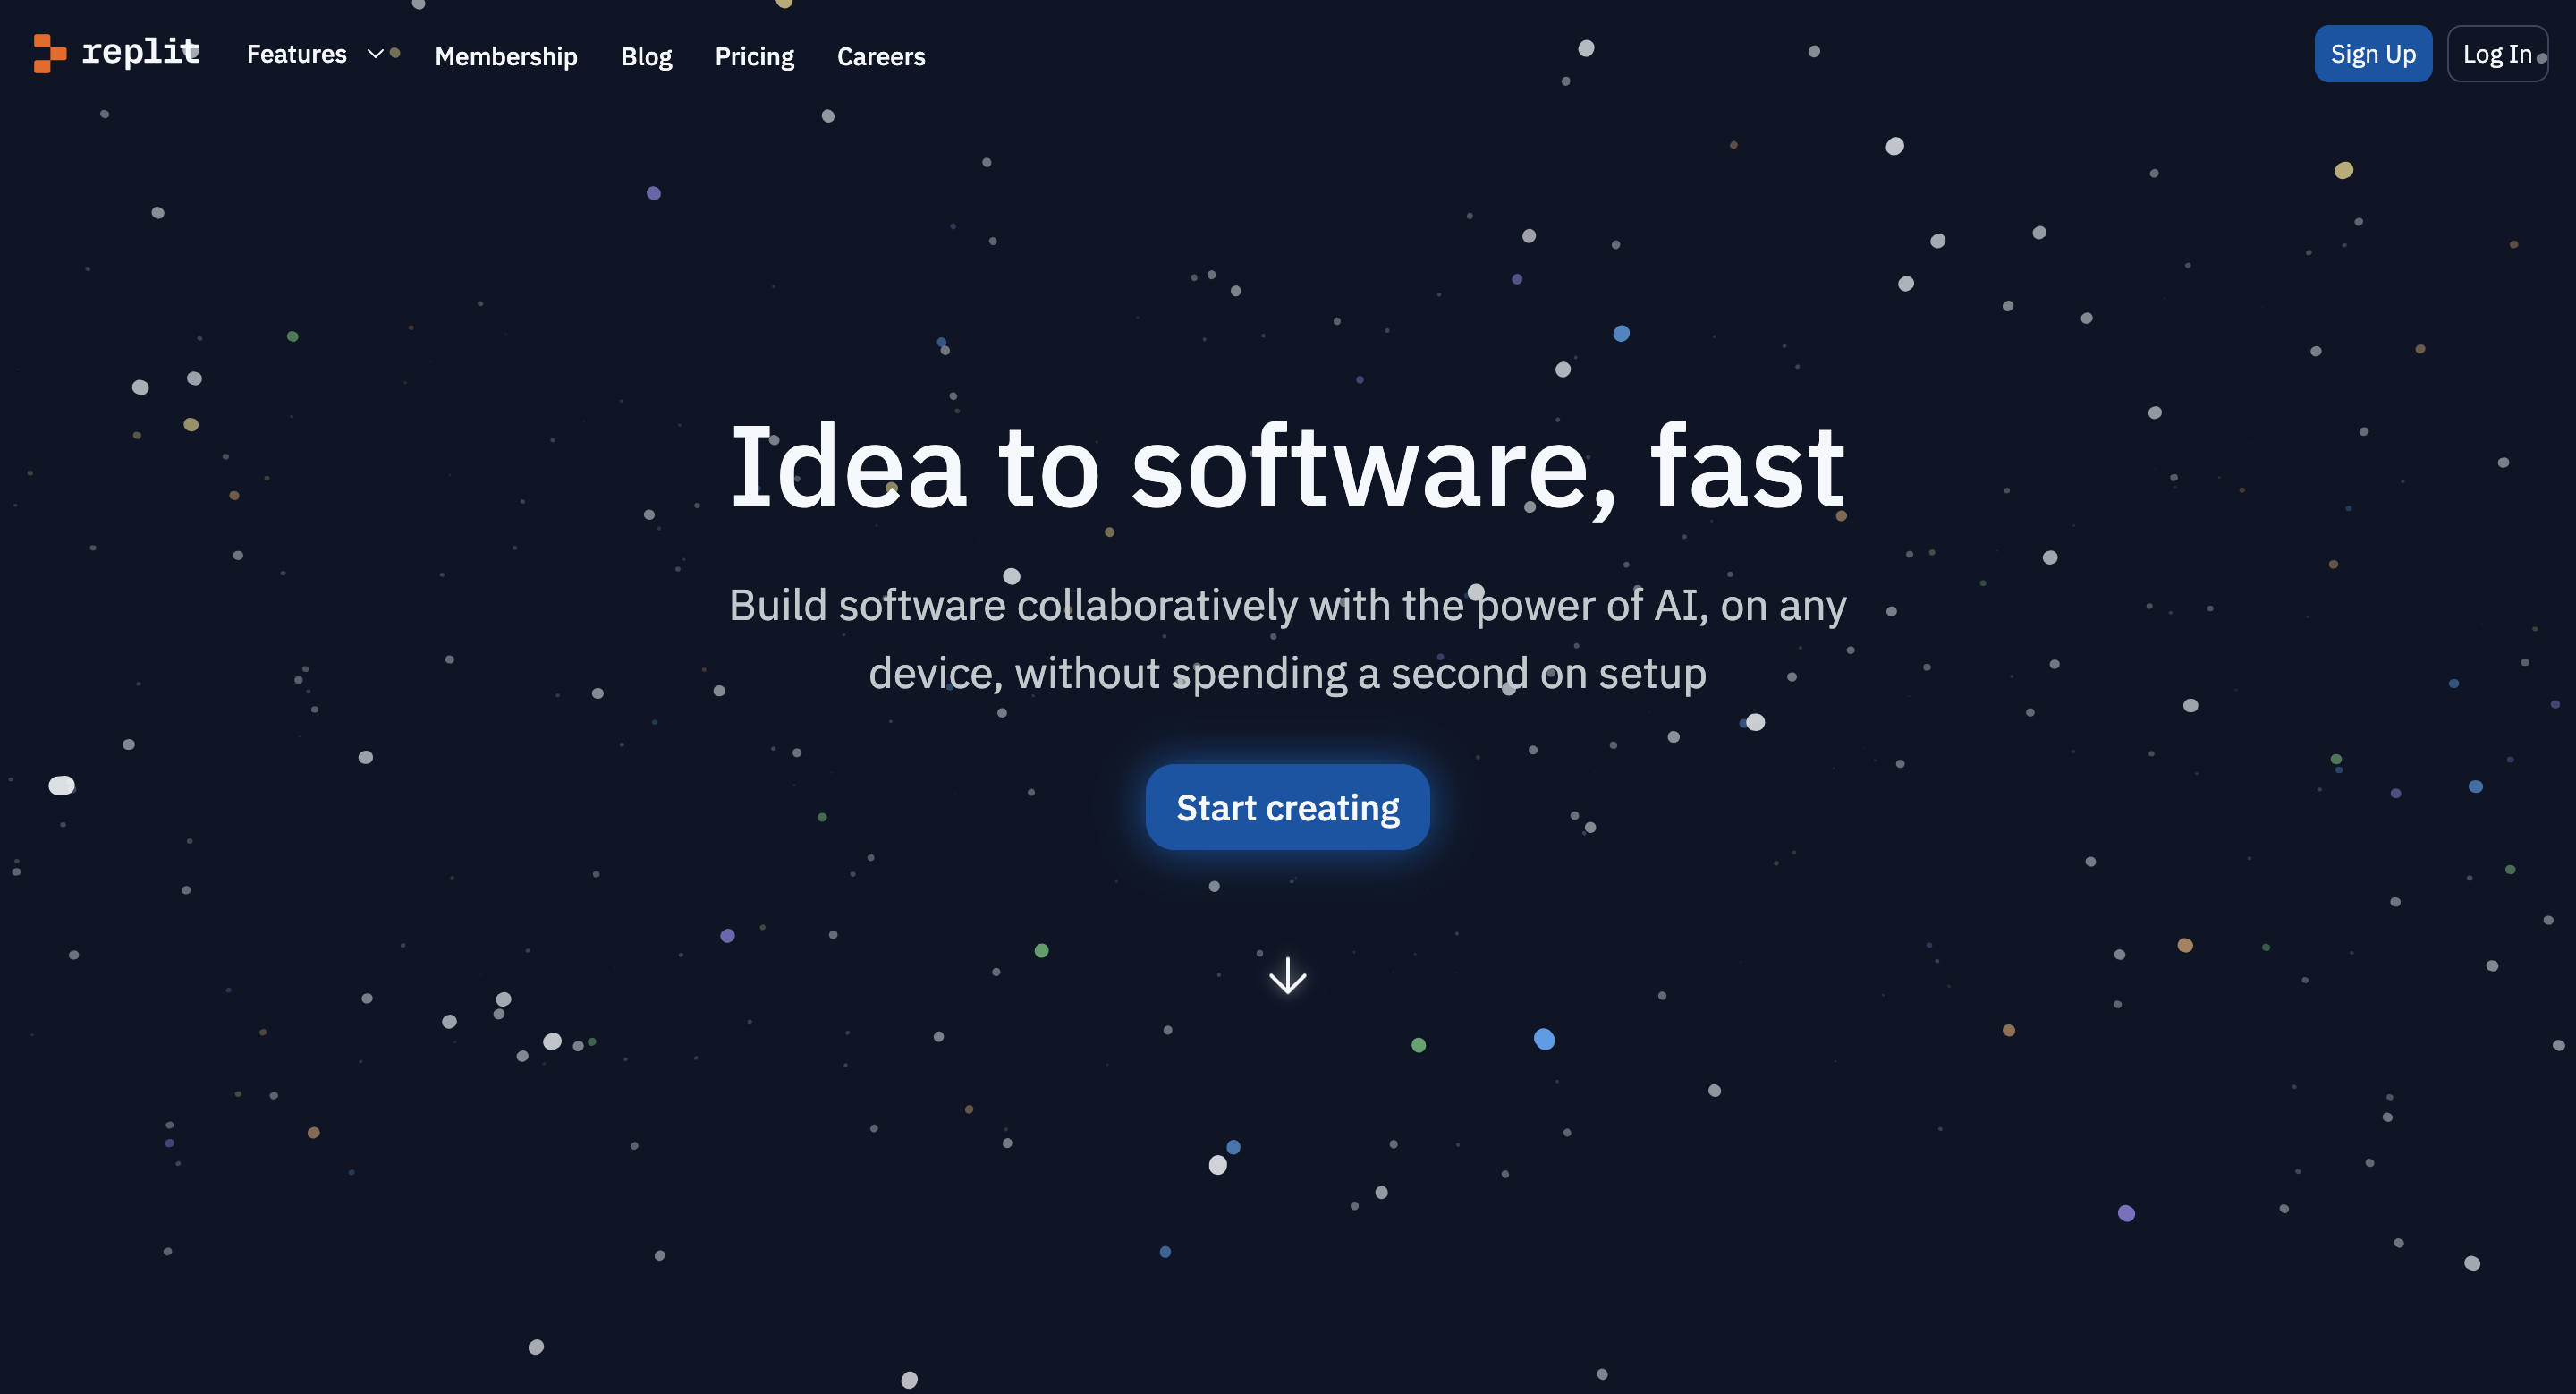 replit
Features
Membership
Blog
Pricing
Careers
Sign Up
Log In
Idea to software, fast
Build software collaboratively with the power of AI, on any
device, without spending a second on setup
Start creating